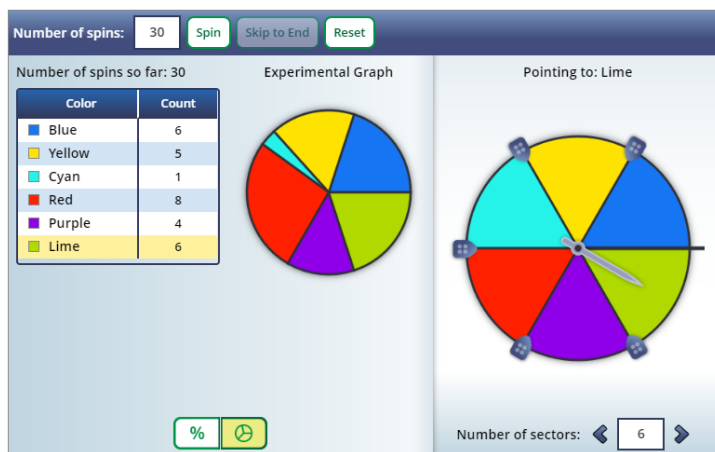 Number of spins: 30 Spin Skip to End Reset
Number of spins so far: 30
Color Count
Blue 6
Yellow 5
Cyan 1
Red 8
Purple 4
Lime 6
Experimental Graph
%
Pointing to: Lime
Number of sectors: 6